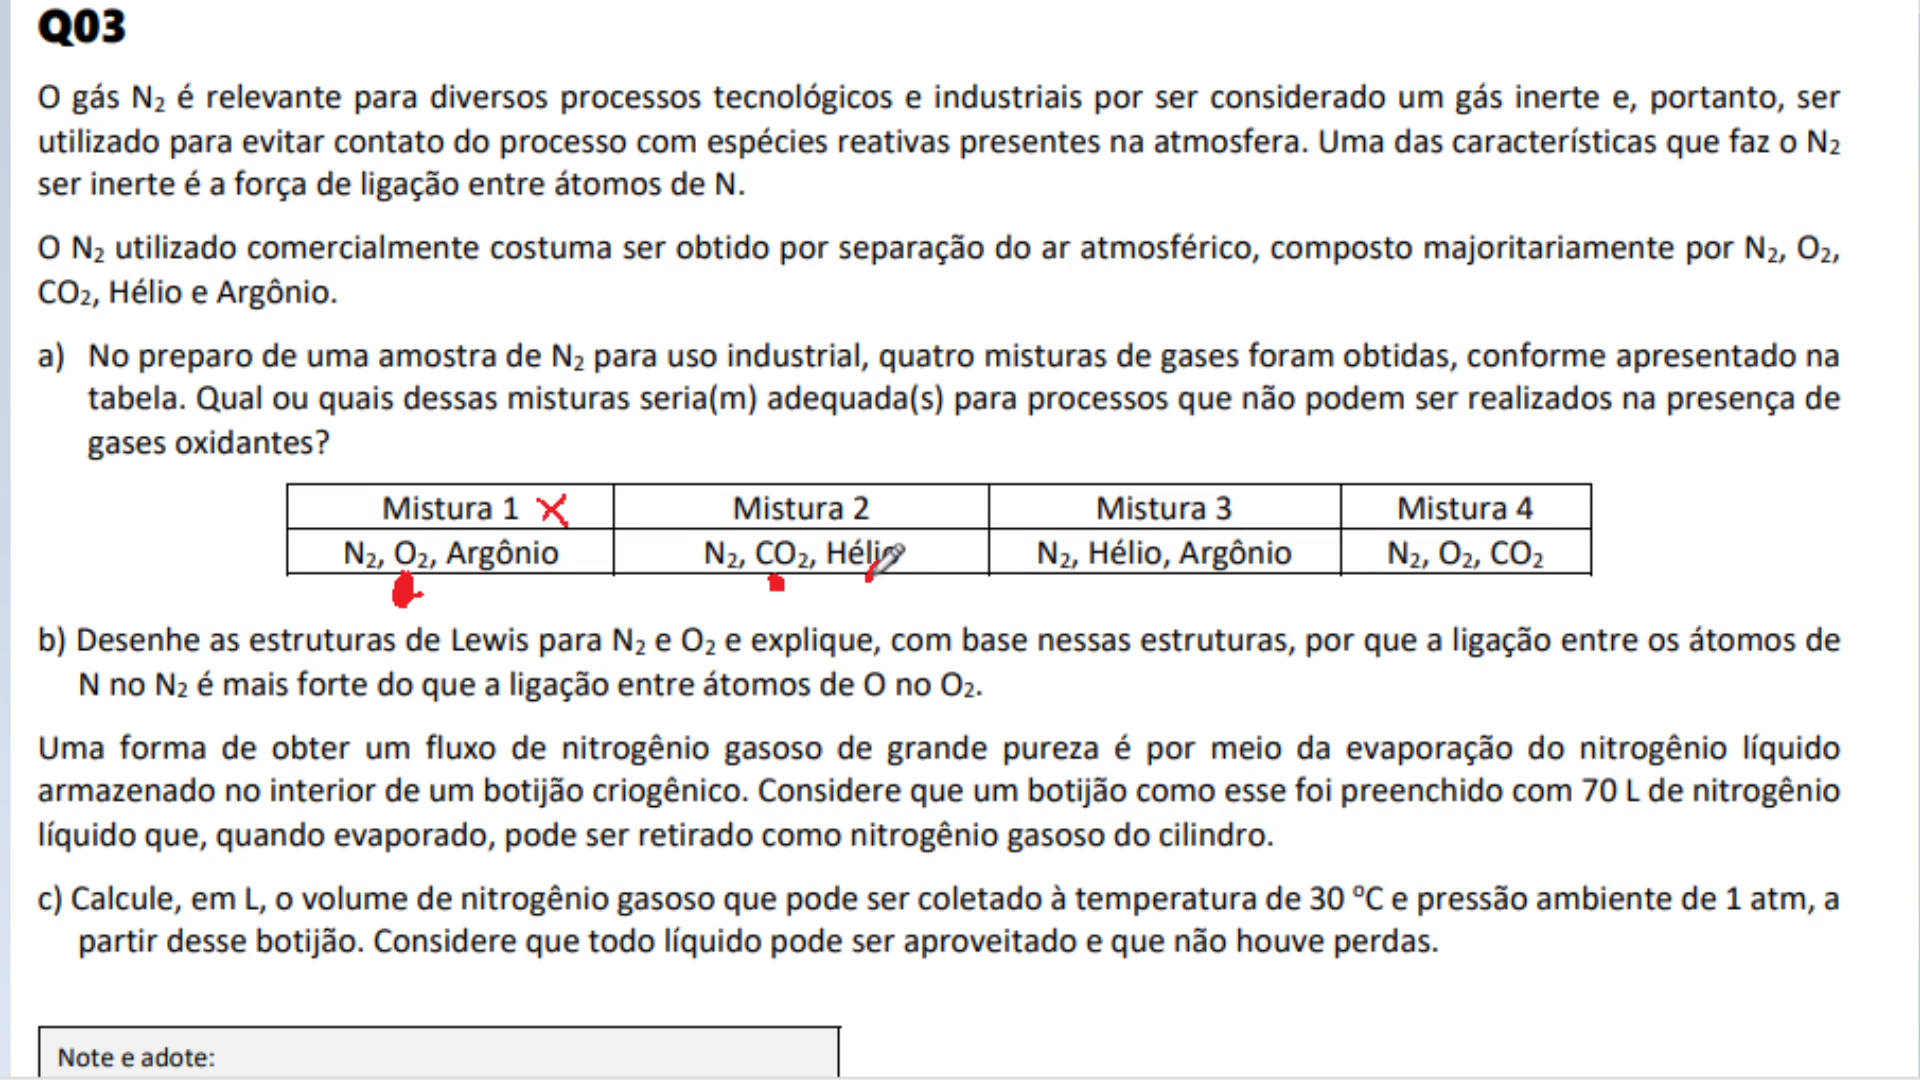 Q03
O gás N₂ é relevante para diversos processos tecnológicos e industriais por ser considerado um gás inerte e, portanto, ser
utilizado para evitar contato do processo com espécies reativas presentes na atmosfera. Uma das características que faz o N₂
ser inerte é a força de ligação entre átomos de N.
O N₂ utilizado comercialmente costuma ser obtido por separação do ar atmosférico, composto majoritariamente por N₂, O₂,
CO₂, Hélio e Argônio.
a) No preparo de uma amostra de N₂ para uso industrial, quatro misturas de gases foram obtidas, conforme apresentado na
tabela. Qual ou quais dessas misturas seria(m) adequada(s) para processos que não podem ser realizados na presença de
gases oxidantes?
Mistura 1 Mistura 2 Mistura 3 Mistura 4
N₂, O₂, Argônio N₂, CO₂, Hélio N₂, Hélio, Argônio N₂, O₂, CO₂
b) Desenhe as estruturas de Lewis para N₂ e O₂ e explique, com base nessas estruturas, por que a ligação entre os átomos de
N no N₂ é mais forte do que a ligação entre átomos de O no O₂.
Uma forma de obter um fluxo de nitrogênio gasoso de grande pureza é por meio da evaporação do nitrogênio líquido
armazenado no interior de um botijão criogênico. Considere que um botijão como esse foi preenchido com 70 L de nitrogênio
líquido que, quando evaporado, pode ser retirado como nitrogênio gasoso do cilindro.
c) Calcule, em L, o volume de nitrogênio gasoso que pode ser coletado à temperatura de 30 ºC e pressão ambiente de 1 atm, a
partir desse botijão. Considere que todo líquido pode ser aproveitado e que não houve perdas.
Note e adote: